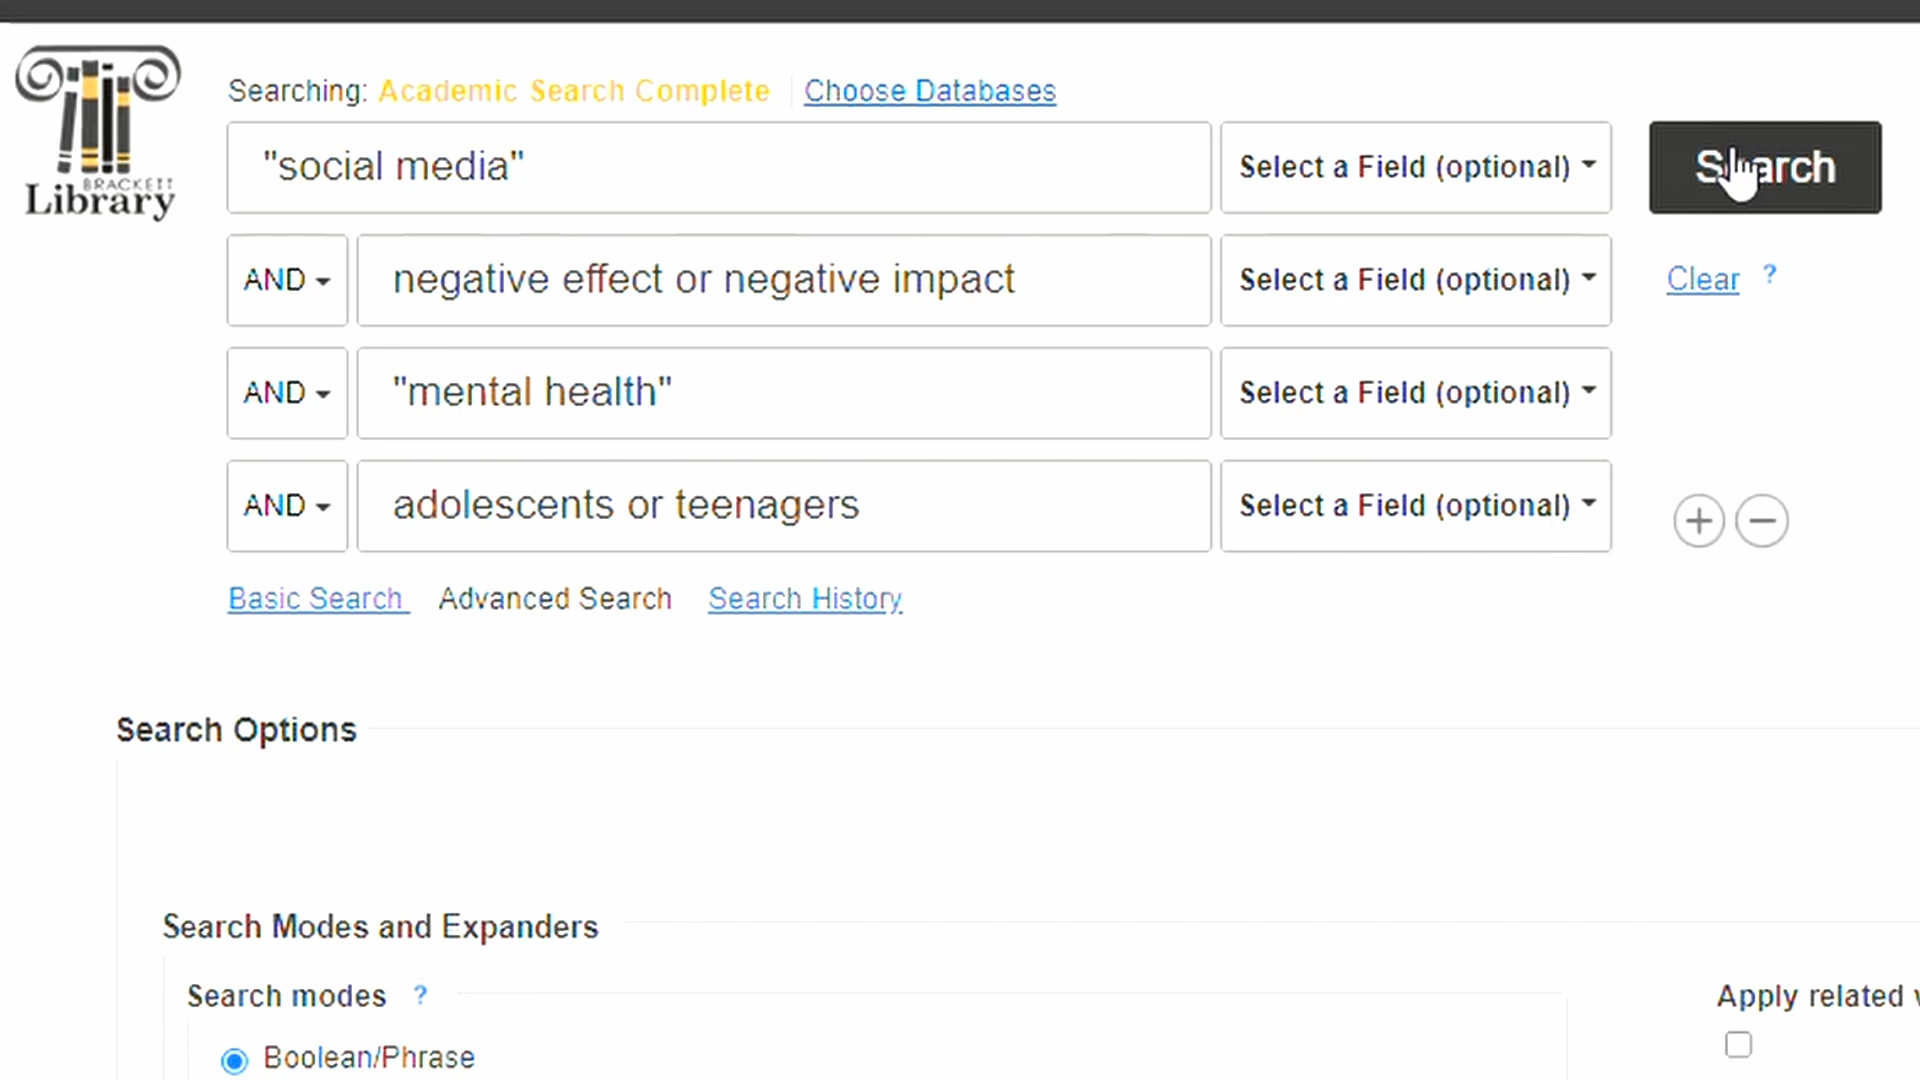 BRACKETT
Library
Searching: Academic Search Complete Choose Databases
"social media" Select a Field (optional) Search
AND negative effect or negative impact Select a Field (optional) Clear ?
AND "mental health" Select a Field (optional)
AND adolescents or teenagers Select a Field (optional)
Basic Search Advanced Search Search History
Search Options
Search Modes and Expanders
Search modes ? Apply related
Boolean/Phrase